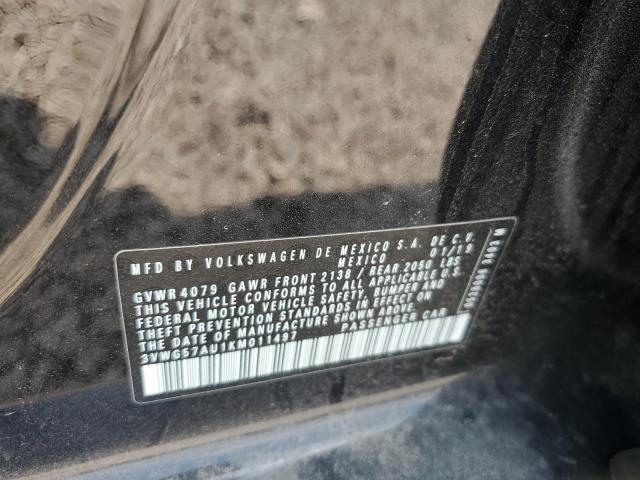 MFD BY VOLKSWAGEN DE MEXICO S.A. DE C.V.
MEXICO 01/19
GVWR 4079 GAWR FRONT 2138 / REAR 2050 LBS
THIS VEHICLE CONFORMS TO ALL APPLICABLE
FEDERAL MOTOR VEHICLE SAFETY, BUMPER AND
THEFT PREVENTION STANDARDS IN EFFECT ON
THE DATE OF MANUFACTURE
3VWG57AU1KM011497 PASSENGER CAR